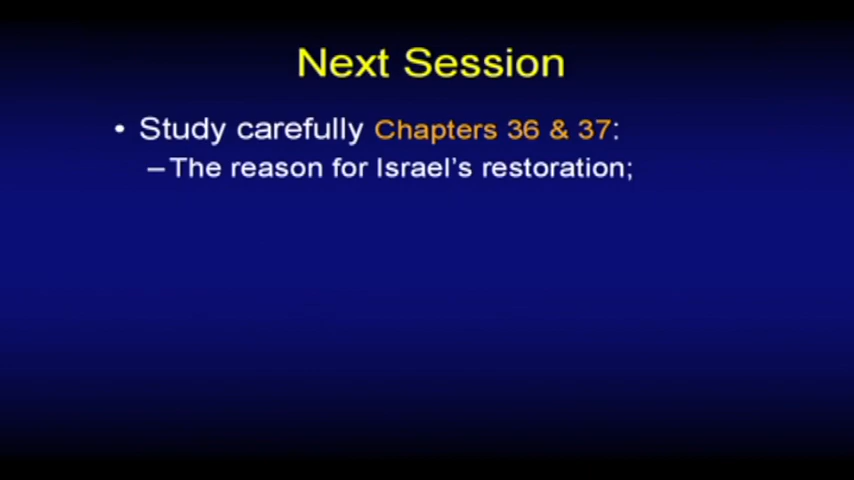 Next Session
• Study carefully Chapters 36 & 37:
– The reason for Israel’s restoration;